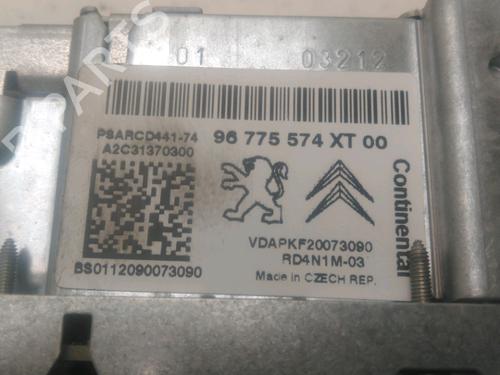 01 03212
PSARCD441-74 96 775 574 XT 00
A2C31370300
Continental
VDAPKF20073090
RD4N1M-03
BS0112090073090 Made in CZECH REP.
PARTS